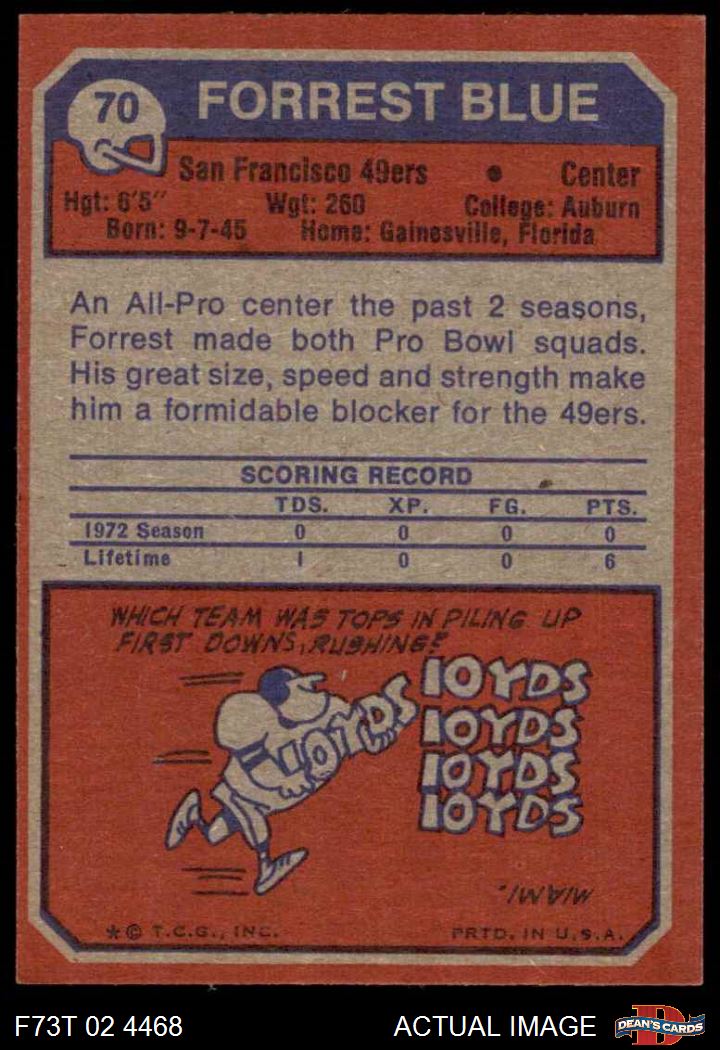 70 FORREST BLUE
San Francisco 49ers • Center
Hgt: 6'5" Wgt: 260 College: Auburn
Born: 9-7-45 Home: Gainesville, Florida
An All-Pro center the past 2 seasons,
Forrest made both Pro Bowl squads.
His great size, speed and strength make
him a formidable blocker for the 49ers.
SCORING RECORD
TDS. XP. FG. PTS.
1972 Season 0 0 0 0
Lifetime 1 0 0 6
WHICH TEAM WAS TOPS IN PILING UP
FIRST DOWNS, RUSHING?
10YDS
10YDS
10YDS
10YDS
10YDS
MIAMI.
* © T.C.G., INC. PRTD. IN U.S.A.
F73T 02 4468 ACTUAL IMAGE
D
DEAN'S CARDS